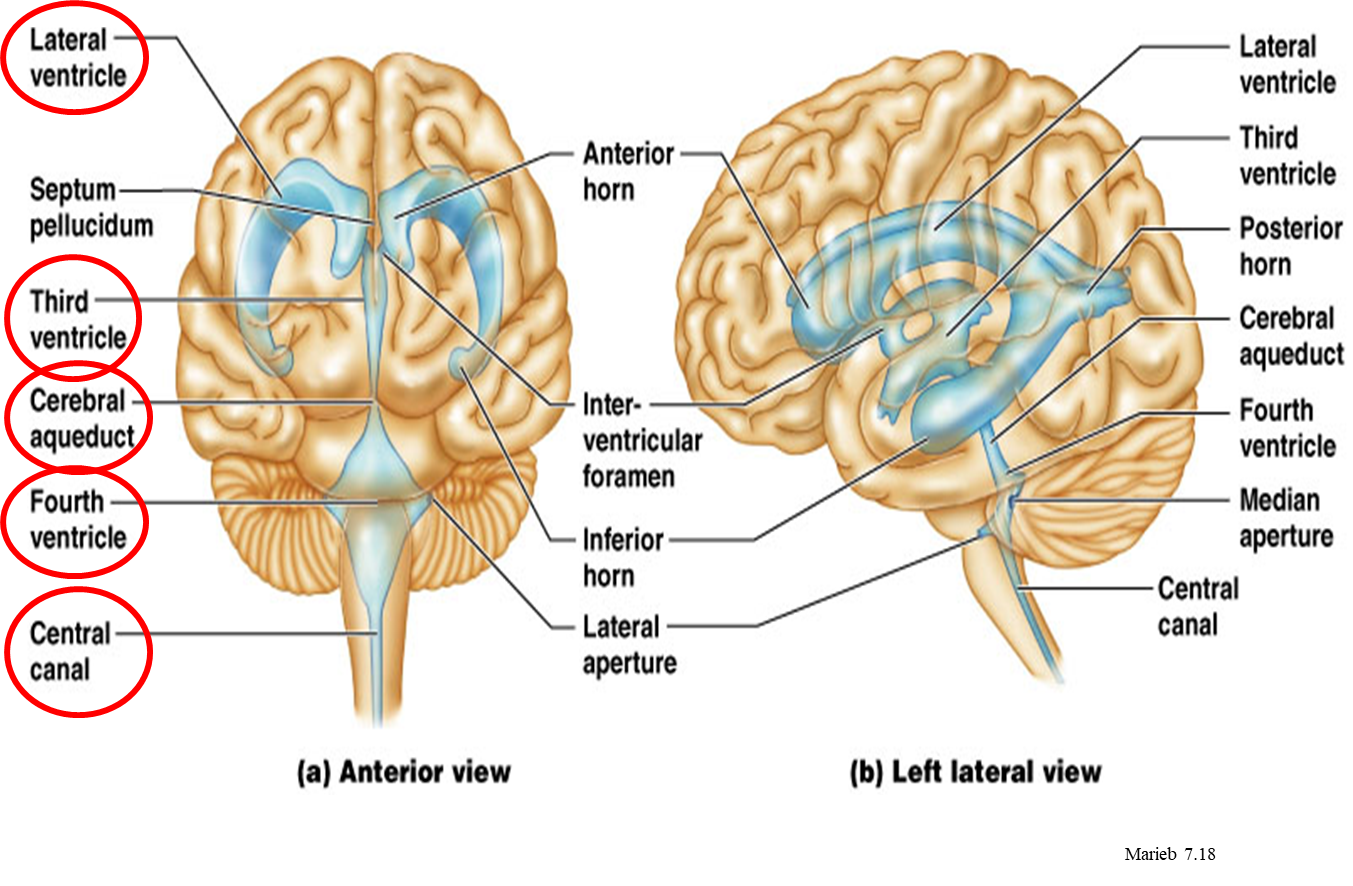 Lateral
ventricle
Septum
pellucidum
Third
ventricle
Cerebral
aqueduct
Fourth
ventricle
Central
canal
Anterior
horn
Inter-
ventricular
foramen
Inferior
horn
Lateral
aperture
(a) Anterior view
Lateral
ventricle
Third
ventricle
Posterior
horn
Cerebral
aqueduct
Fourth
ventricle
Median
aperture
Central
canal
(b) Left lateral view
Marieb 7.18